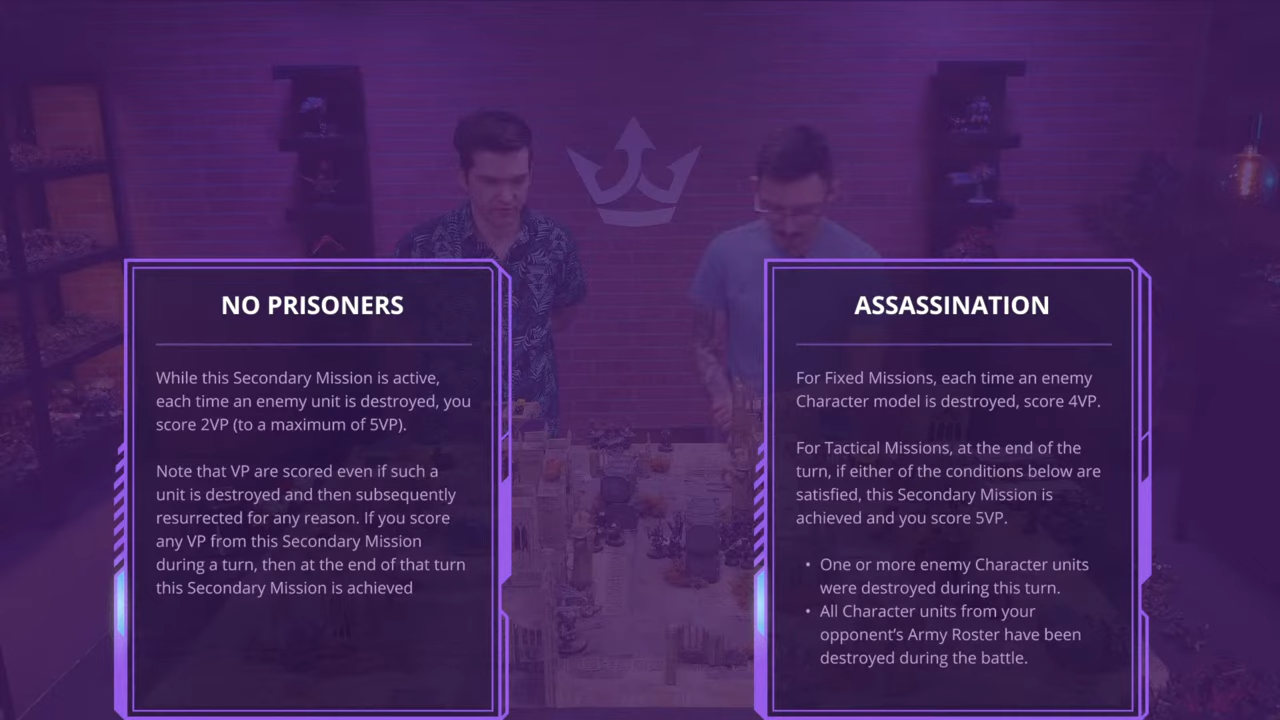 NO PRISONERS
While this Secondary Mission is active,
each time an enemy unit is destroyed, you
score 2VP (to a maximum of 5VP).
Note that VP are scored even if such a
unit is destroyed and then subsequently
resurrected for any reason. If you score
any VP from this Secondary Mission
during a turn, then at the end of that turn
this Secondary Mission is achieved
ASSASSINATION
For Fixed Missions, each time an enemy
Character model is destroyed, score 4VP.
For Tactical Missions, at the end of the
turn, if either of the conditions below are
satisfied, this Secondary Mission is
achieved and you score 5VP.
• One or more enemy Character units
were destroyed during this turn.
• All Character units from your
opponent’s Army Roster have been
destroyed during the battle.